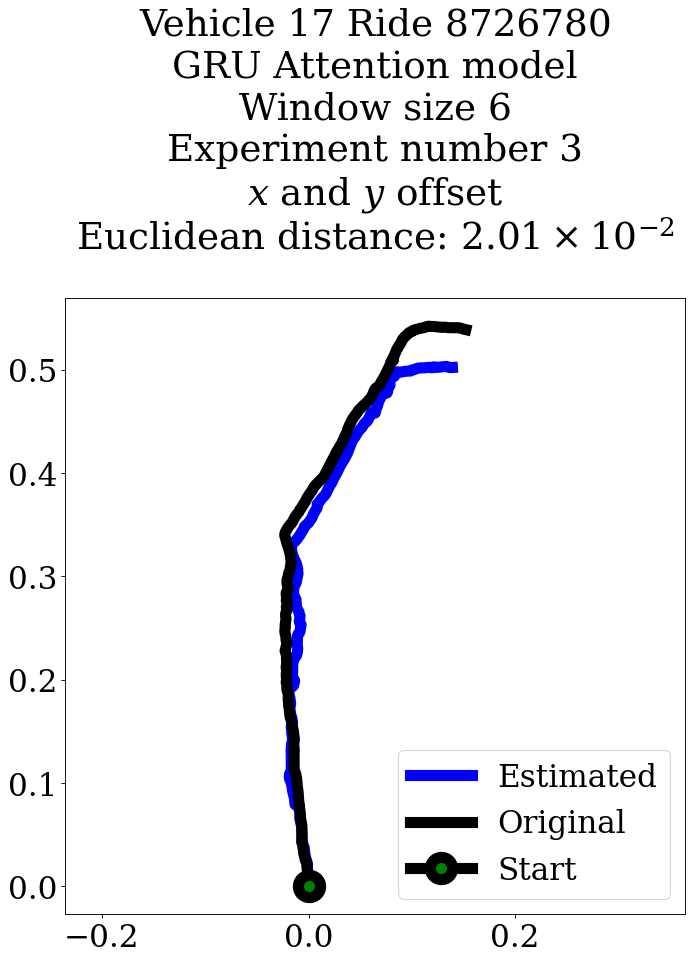 Vehicle 17 Ride 8726780
GRU Attention model
Window size 6
Experiment number 3
x and y offset
Euclidean distance: 2.01 × 10⁻²
0.5
0.4
0.3
0.2
0.1
0.0
Estimated
Original
Start
−0.2 0.0 0.2